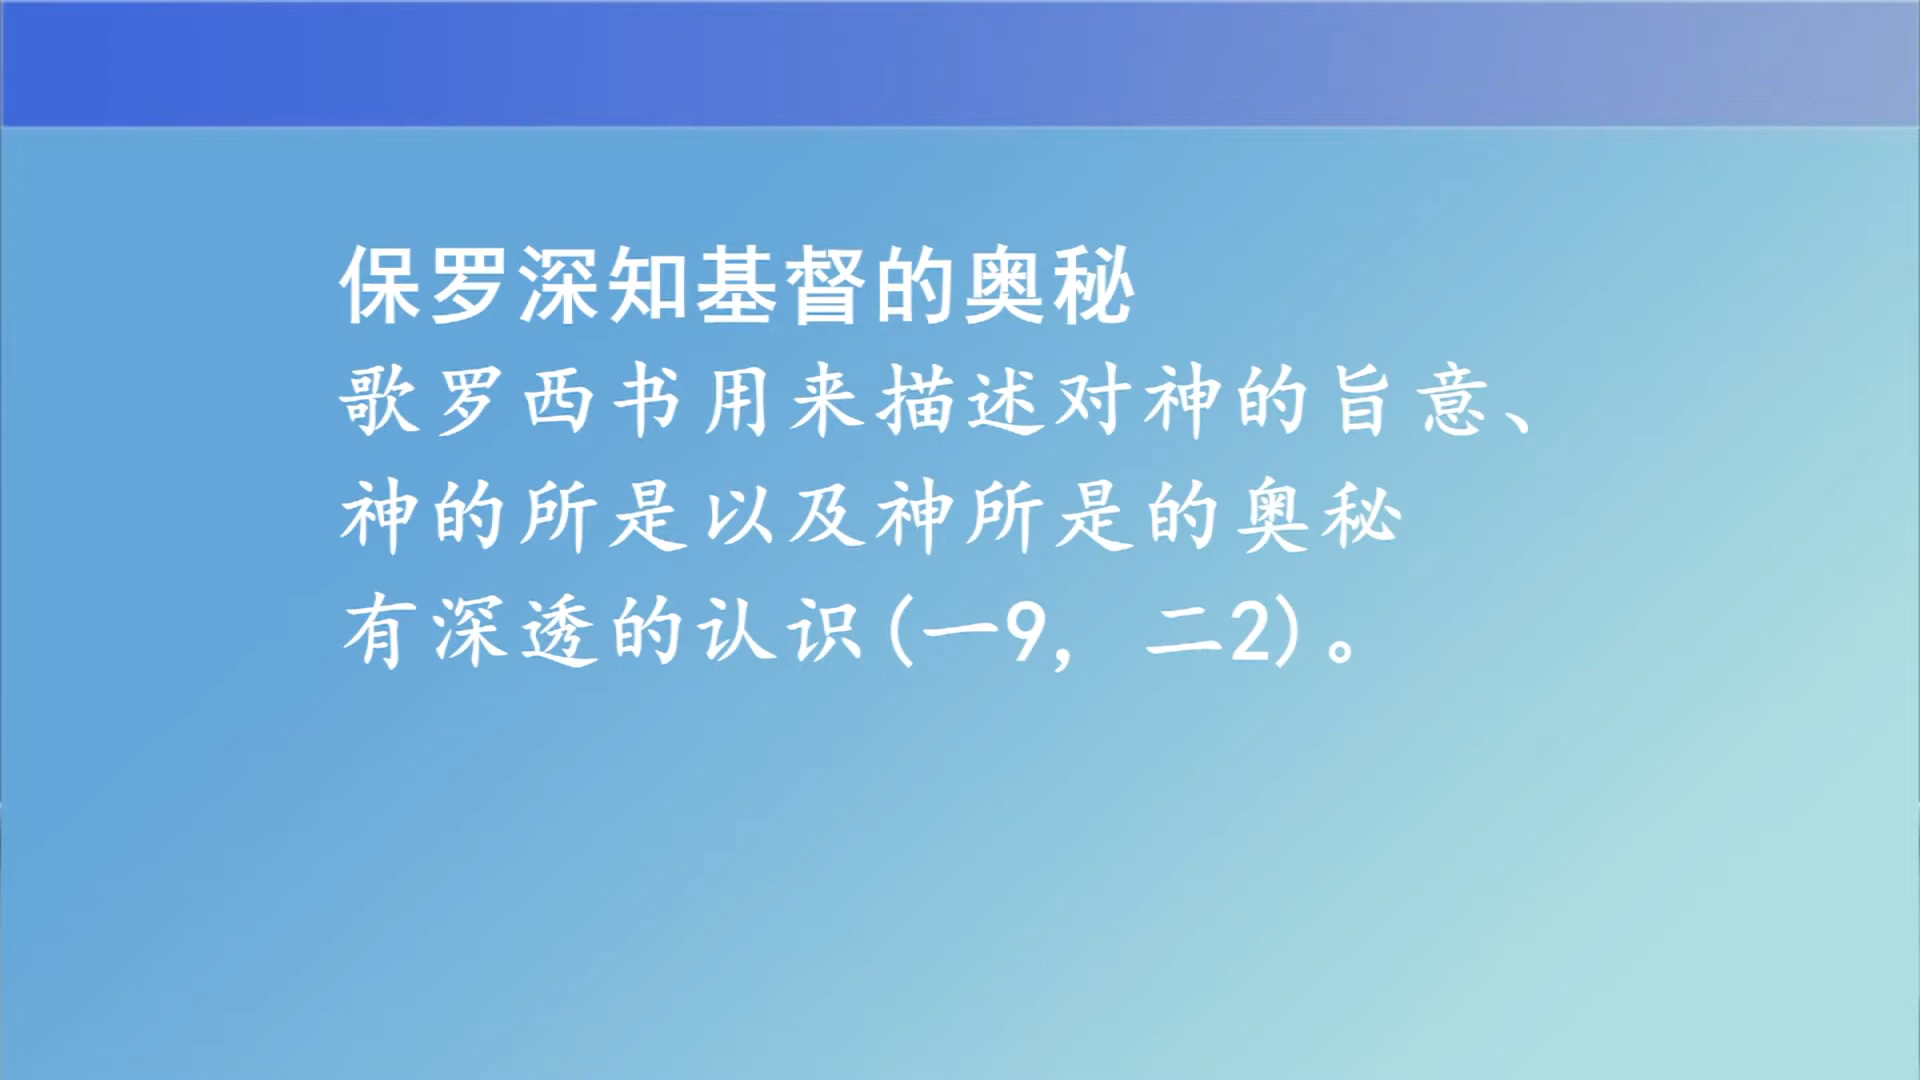 保罗深知基督的奥秘
歌罗西书用来描述对神的旨意、
神的所是以及神所是的奥秘
有深透的认识(一9, 二2)。